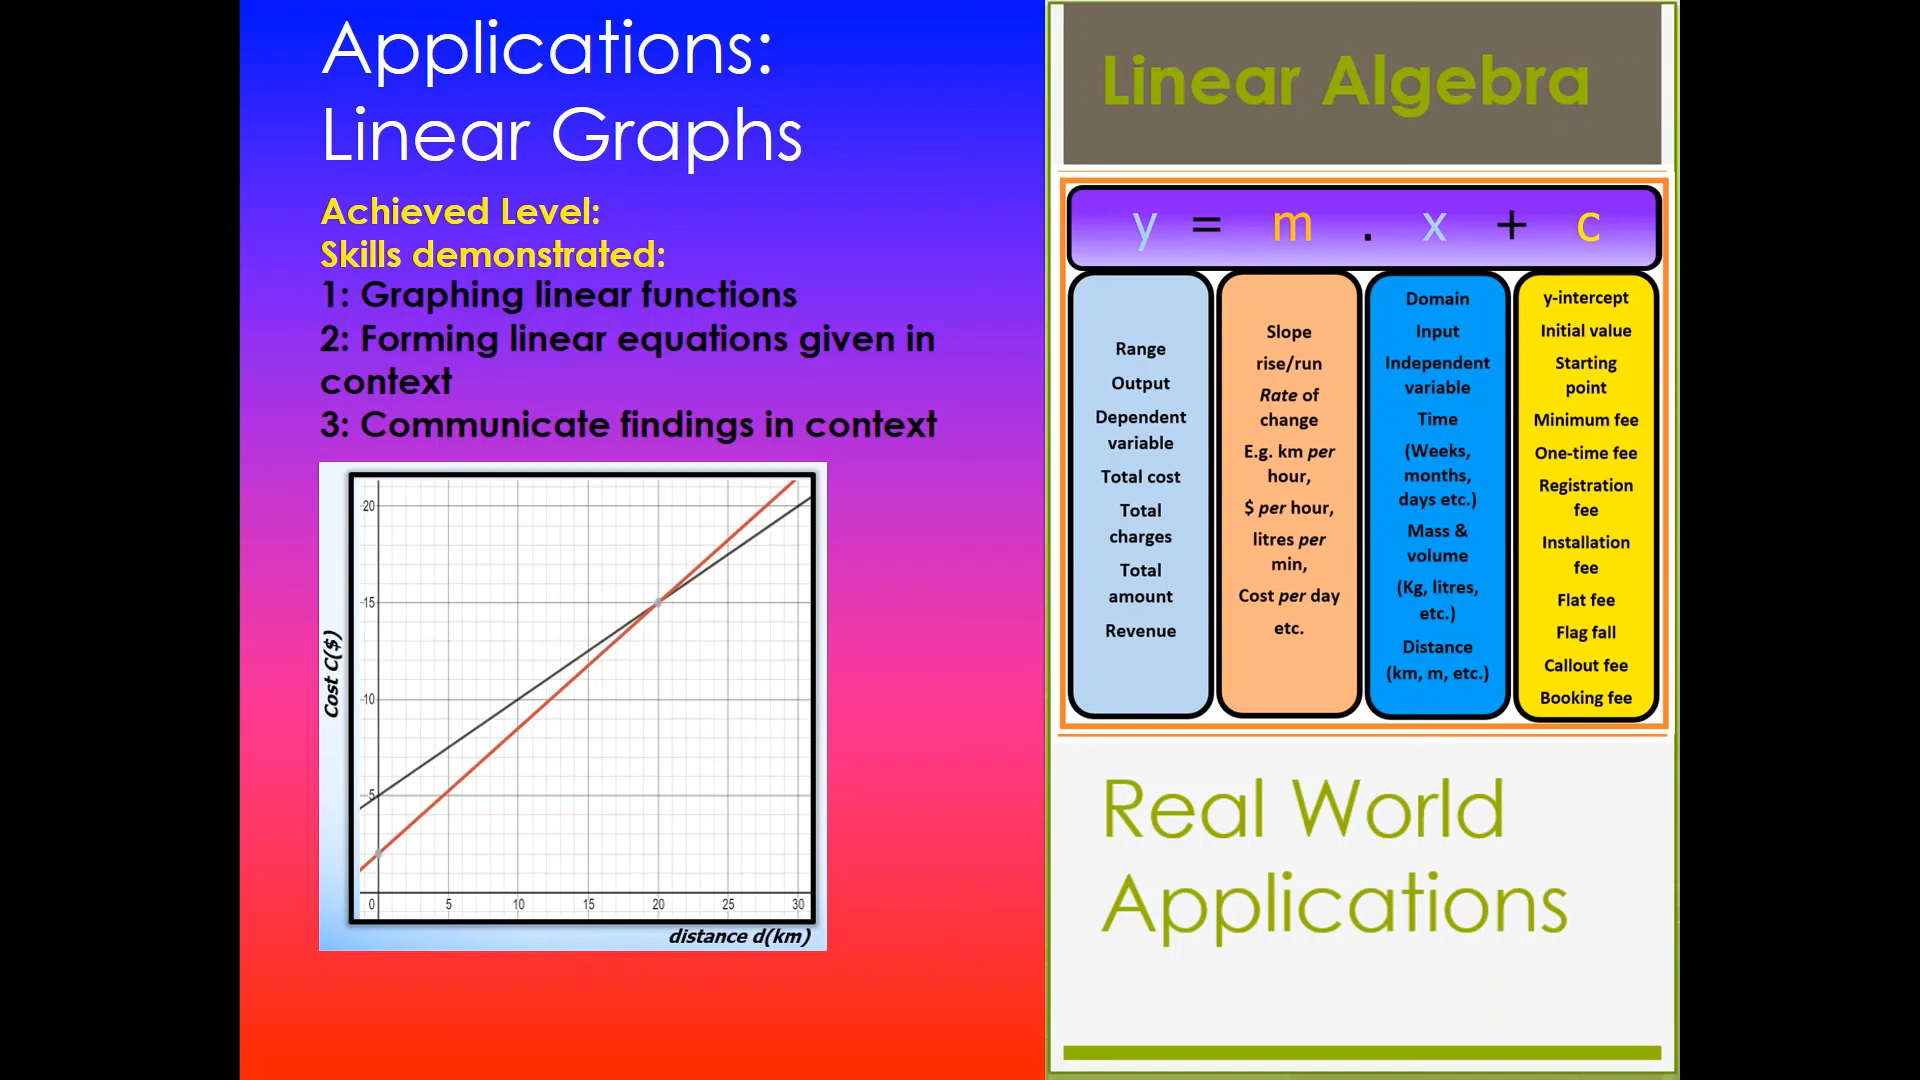 Applications:
Linear Graphs
Achieved Level:
Skills demonstrated:
1: Graphing linear functions
2: Forming linear equations given in
context
3: Communicate findings in context
20
15
10
5
0
5
10
15
20
25
30
Cost C($)
distance d(km)
Linear Algebra
y = m . x + c
Range
Output
Dependent
variable
Total cost
Total
charges
Total
amount
Revenue
Slope
rise/run
Rate of
change
E.g. km per
hour,
$ per hour,
litres per
min,
Cost per day
etc.
Domain
Input
Independent
variable
Time
(Weeks,
months,
days etc.)
Mass &
volume
(Kg, litres,
etc.)
Distance
(km, m, etc.)
y-intercept
Initial value
Starting
point
Minimum fee
One-time fee
Registration
fee
Installation
fee
Flat fee
Flag fall
Callout fee
Booking fee
Real World
Applications